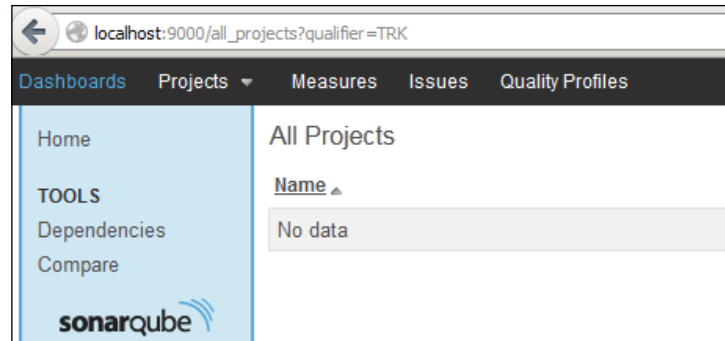 localhost:9000/all_projects?qualifier=TRK
Dashboards Projects Measures Issues Quality Profiles
Home
TOOLS
Dependencies
Compare
sonarqube
All Projects
Name
No data